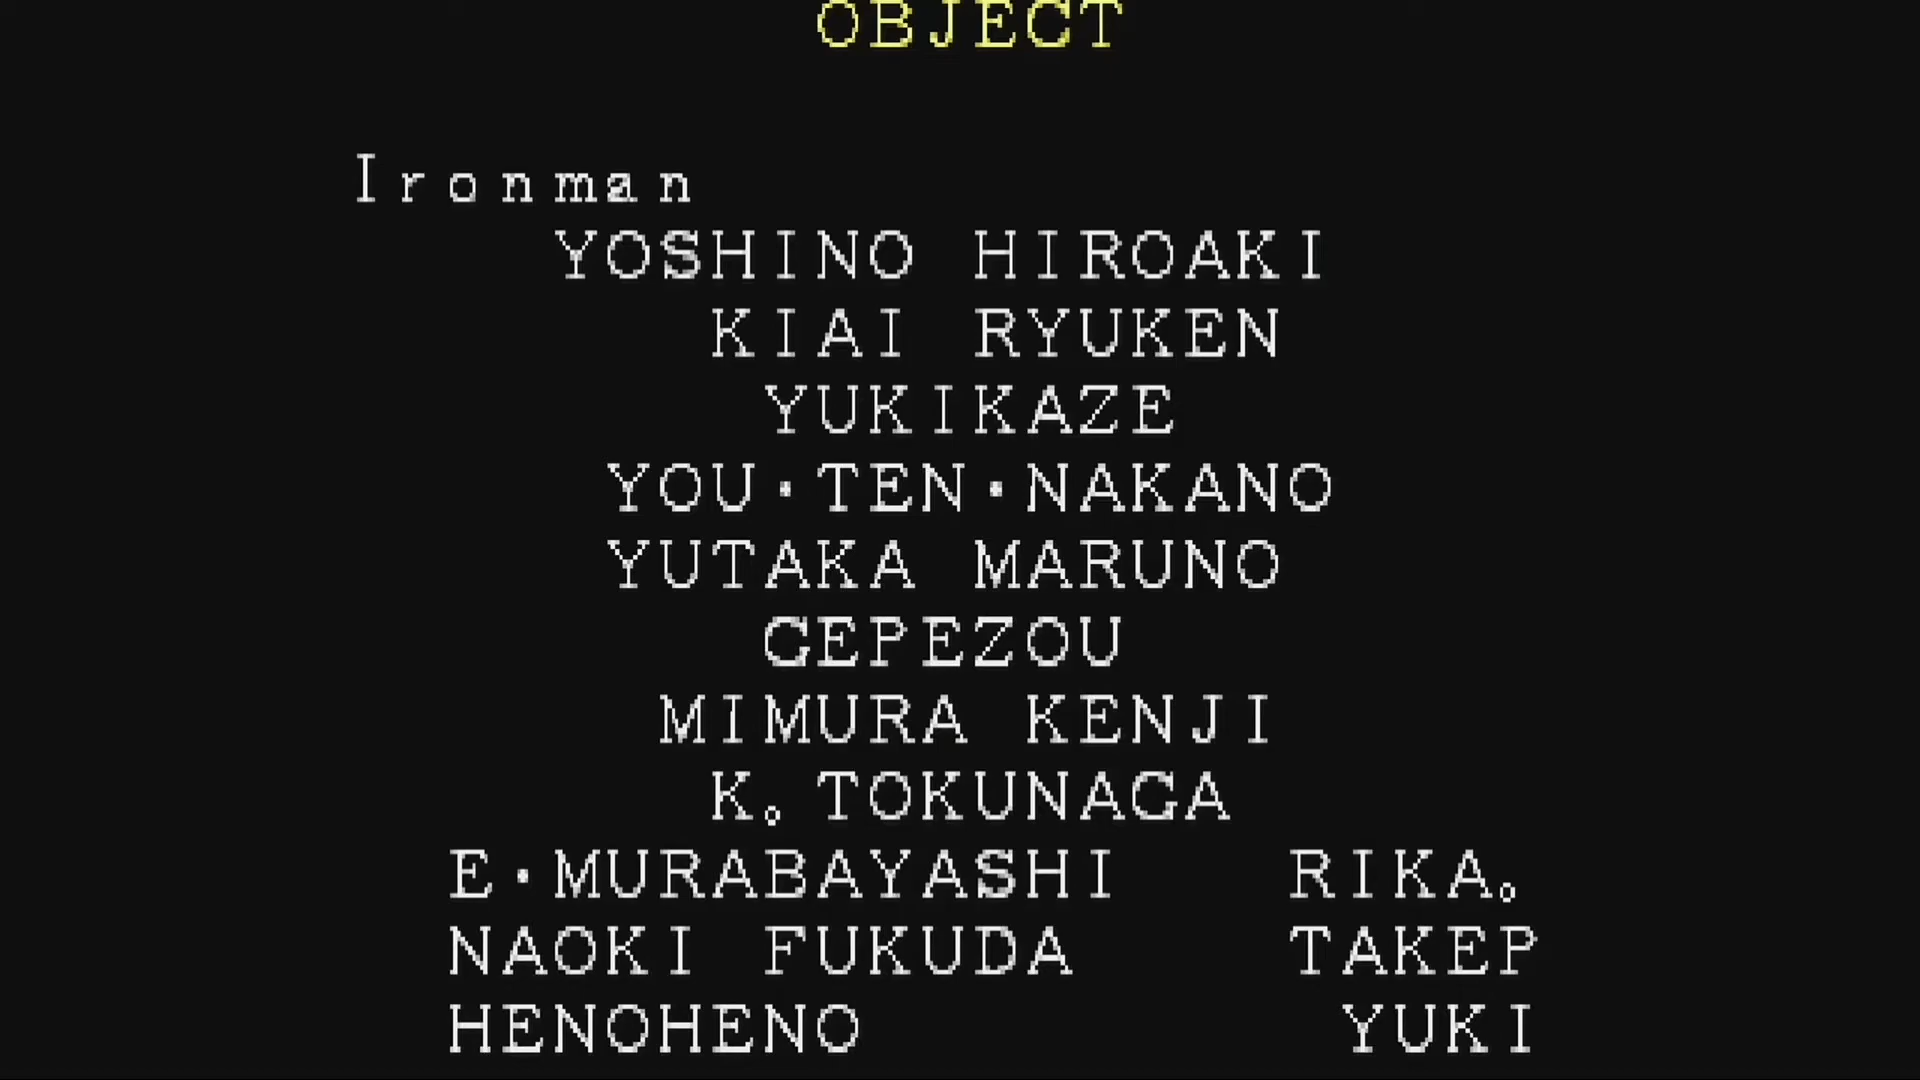 OBJECT
Ironman
YOSHINO HIROAKI
KIAI RYUKEN
YUKIKAZE
YOU・TEN・NAKANO
YUTAKA MARUNO
GEPEZOU
MIMURA KENJI
K。TOKUNAGA
E・MURABAYASHI RIKA。
NAOKI FUKUDA TAKEP
HENOHENO YUKI